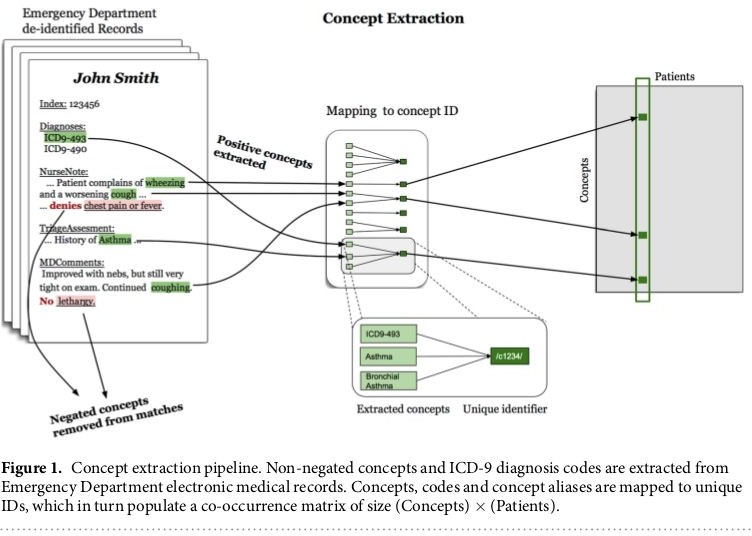 Emergency Department
de-identified Records
Concept Extraction
John Smith
Index: 123456
Diagnoses:
ICD9-493
ICD9-490
NurseNote:
... Patient complains of wheezing
and a worsening cough ...
... denies chest pain or fever.
TriageAssesment:
... History of Asthma ...
MDComments:
Improved with nebs, but still very
tight on exam. Continued coughing.
No lethargy.
Negated concepts
removed from matches
Positive concepts
extracted
Mapping to concept ID
Patients
Concepts
ICD9-493
Asthma
Bronchial
Asthma
/c1234/
Extracted concepts Unique identifier
Figure 1. Concept extraction pipeline. Non-negated concepts and ICD-9 diagnosis codes are extracted from
Emergency Department electronic medical records. Concepts, codes and concept aliases are mapped to unique
IDs, which in turn populate a co-occurrence matrix of size (Concepts) × (Patients).